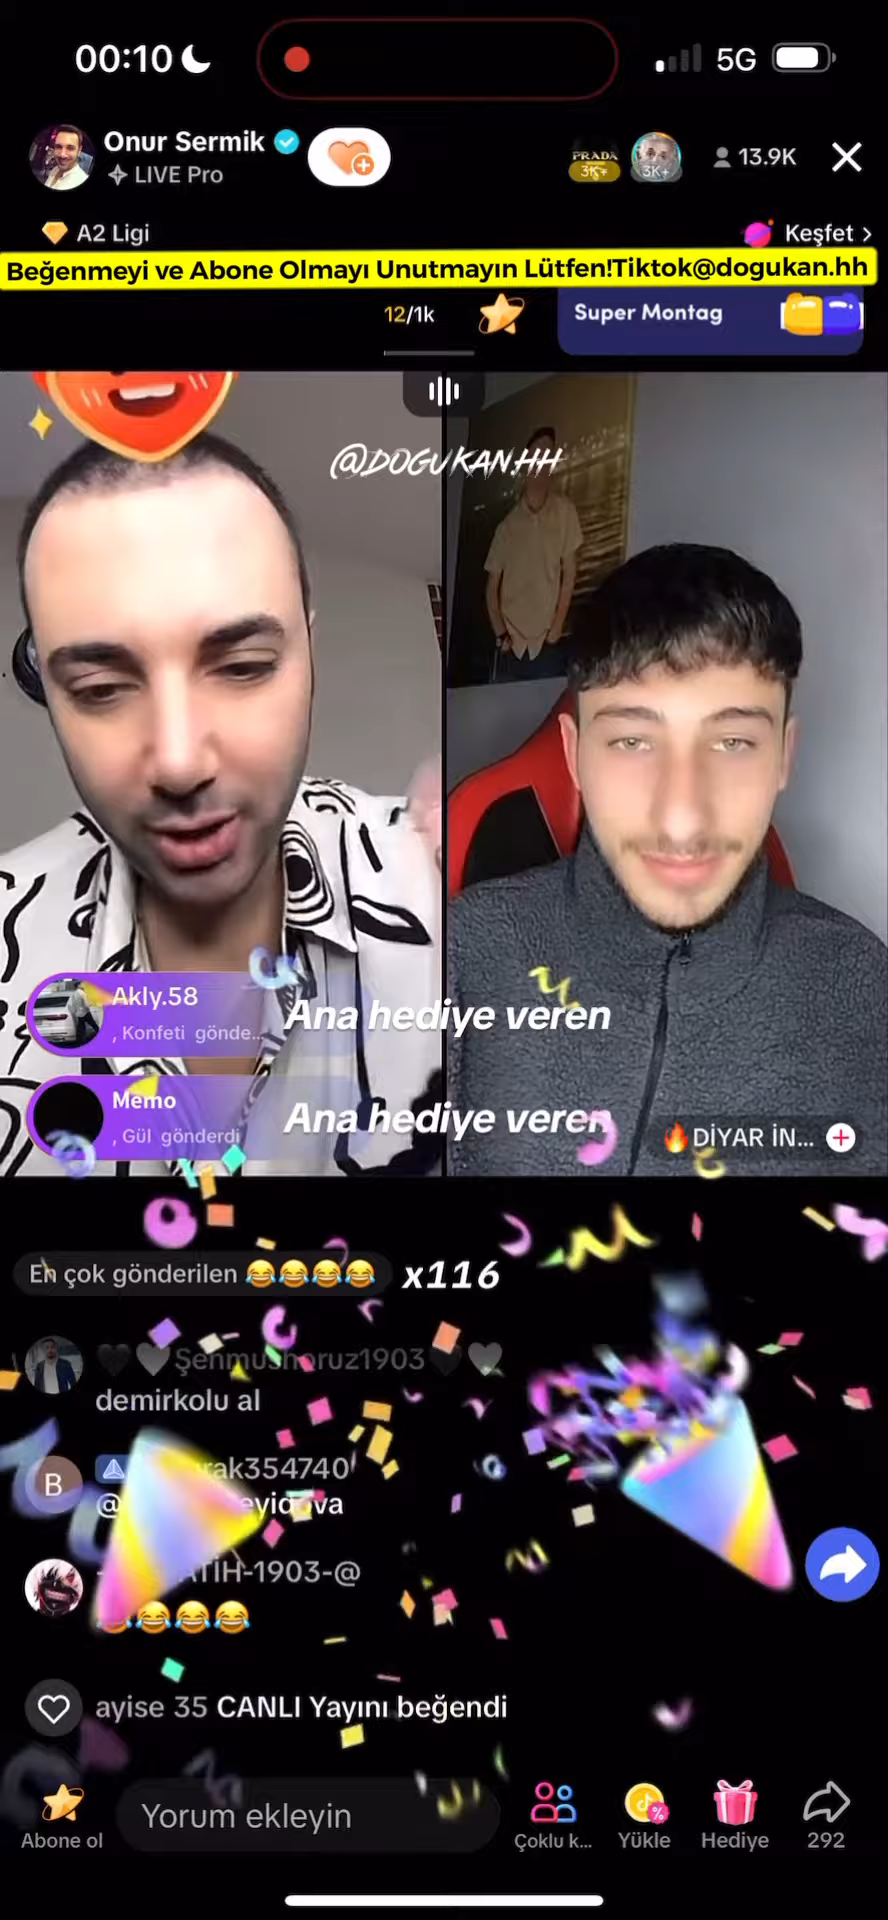 00:10
5G
Onur Sermik
LIVE Pro
PRADA
3K+
3K+
13.9K
A2 Ligi
Keşfet >
Beğenmeyi ve Abone Olmayı Unutmayın Lütfen!Tiktok@dogukan.hh
12/1k
Super Montag
@DOGUKAN.HH
Akly.58
, Konfeti gönde...
Ana hediye veren
Memo
, Gül gönderdi
Ana hediye veren
🔥DİYAR İN...
En çok gönderilen 😂😂😂😂 x116
demirkolu al
B
ayise 35 CANLI Yayını beğendi
Abone ol
Yorum ekleyin
Çoklu k...
Yükle
Hediye
292